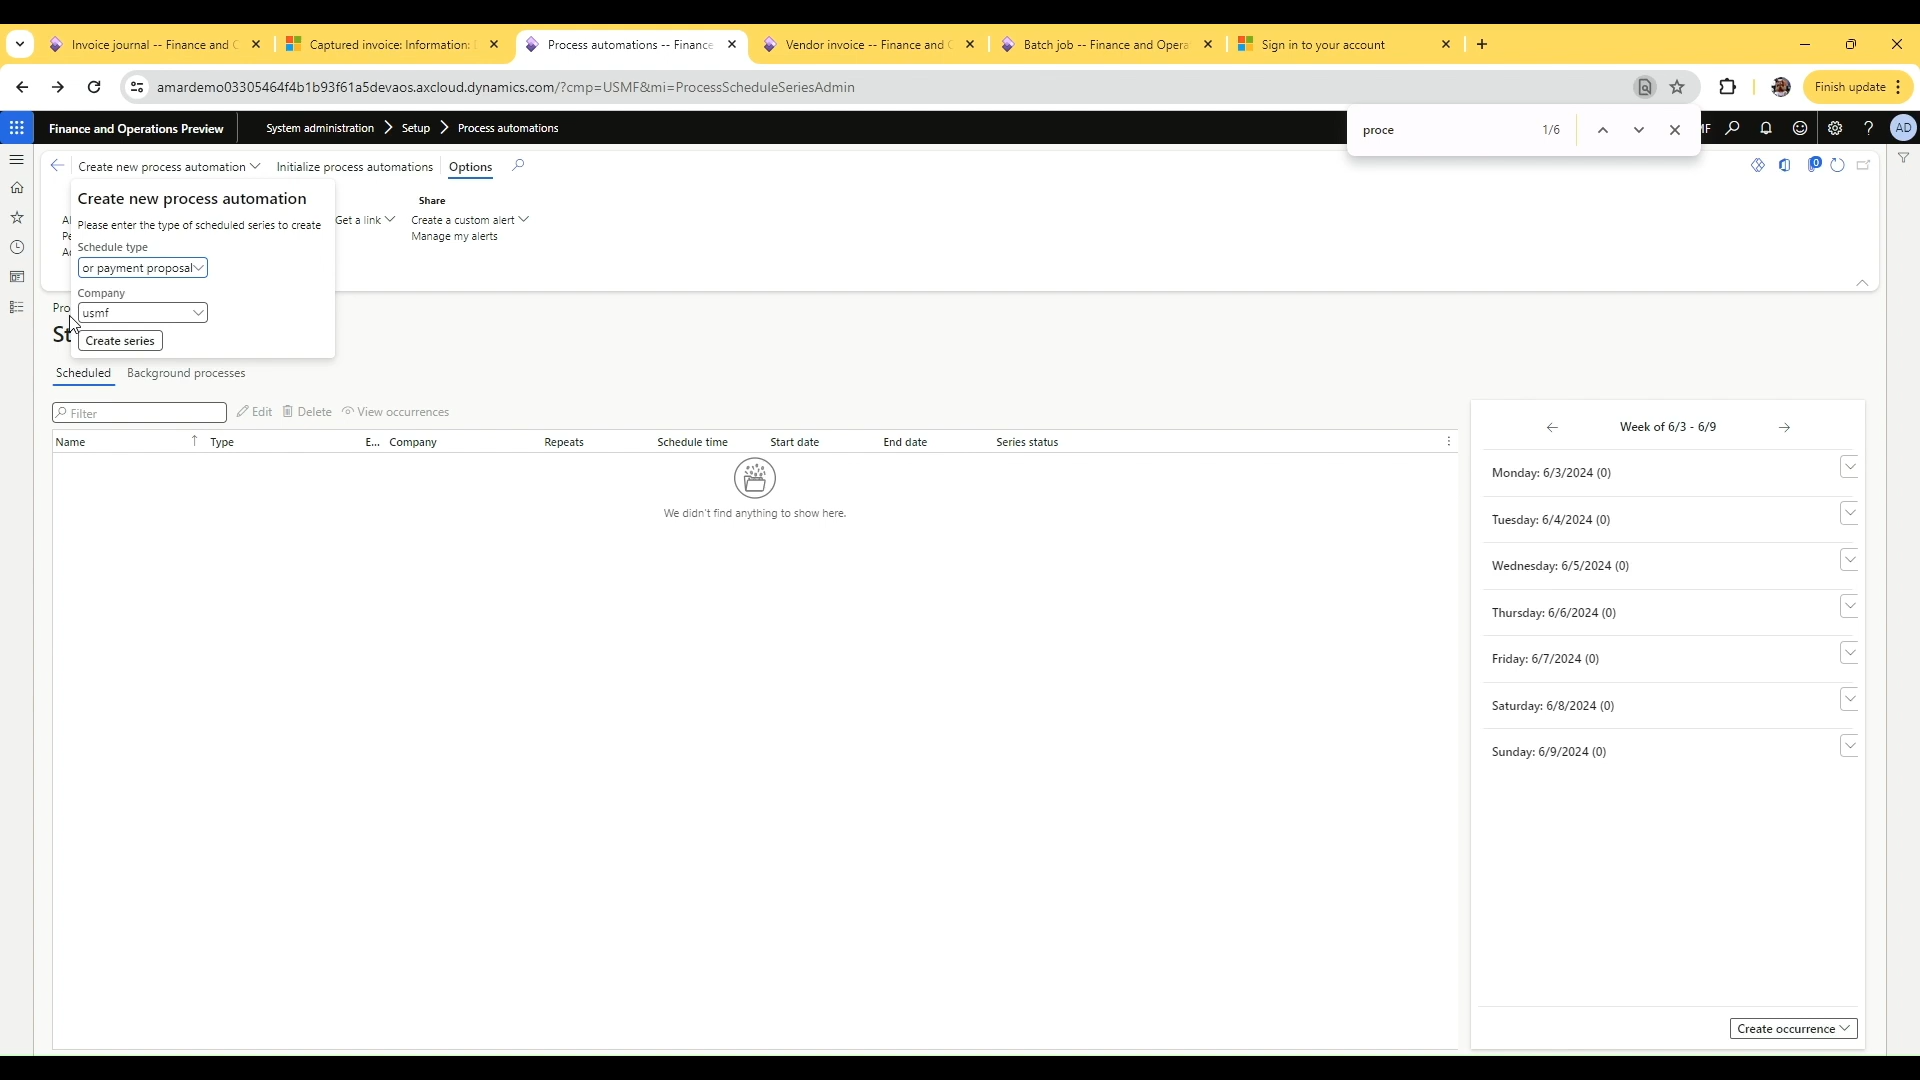 Invoice journal -- Finance and
Captured invoice: Information:
Process automations -- Finance
Vendor invoice -- Finance and
Batch job -- Finance and Opera
Sign in to your account
amardemo03305464f4b1b93f61a5devaos.axcloud.dynamics.com/?cmp=USMF&mi=ProcessScheduleSeriesAdmin
Finish update
Finance and Operations Preview
System administration
Setup
Process automations
proce
1/6
AD
Create new process automation
Initialize process automations
Options
0
Create new process automation
Please enter the type of scheduled series to create
Schedule type
or payment proposal
Company
usmf
Create series
Share
Get a link
Create a custom alert
Manage my alerts
Pro
St
Scheduled
Background processes
Filter
Edit
Delete
View occurrences
Name
Type
E...
Company
Repeats
Schedule time
Start date
End date
Series status
We didn't find anything to show here.
Week of 6/3 - 6/9
Monday: 6/3/2024 (0)
Tuesday: 6/4/2024 (0)
Wednesday: 6/5/2024 (0)
Thursday: 6/6/2024 (0)
Friday: 6/7/2024 (0)
Saturday: 6/8/2024 (0)
Sunday: 6/9/2024 (0)
Create occurrence